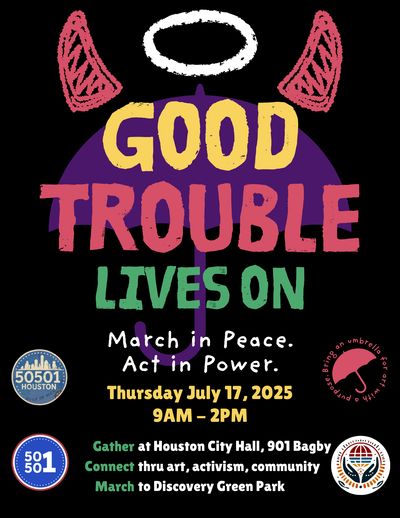 GOOD
TROUBLE
LIVES ON
March in Peace.
Act in Power.
Thursday July 17, 2025
9AM – 2PM
50501
HOUSTON
Bring an umbrella for art with a purpose.
Gather at Houston City Hall, 901 Bagby
Connect thru art, activism, community
March to Discovery Green Park
50
50
1